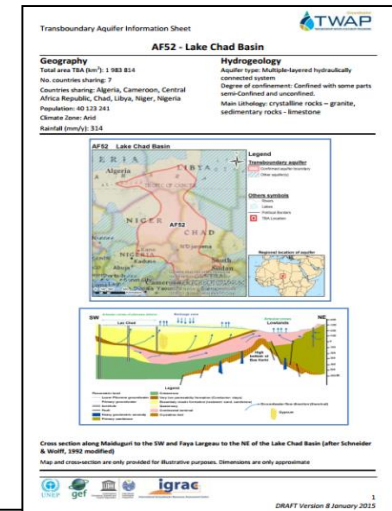 Transboundary Aquifer Information Sheet
TWAP
AF52 - Lake Chad Basin
Geography
Total area TBA (km²): 1 983 814
No. countries sharing: 7
Countries sharing: Algeria, Cameroon, Central
Africa Republic, Chad, Libya, Niger, Nigeria
Population: 40 123 241
Climate Zone: Arid
Rainfall (mm/y): 314
Hydrogeology
Aquifer type: Multiple-layered hydraulically
connected system
Degree of confinement: Confined with some parts
semi-Confined and unconfined.
Main Lithology: crystalline rocks – granite,
sedimentary rocks - limestone
AF52 Lake Chad Basin
Algeria
NIGER
AF52
CHAD
Legend
Transboundary aquifer
Others symbols
Political Borders
TBA Location
Regional location of aquifer
SW
NE
Lac Chad
Lowlands
Legend
Cross section along Maiduguri to the SW and Faya Largeau to the NE of the Lake Chad Basin (after Schneider
& Wolff, 1992 modified)
Map and cross-section are only provided for illustrative purposes. Dimensions are only approximate
UNEP
gef
igrac
1
DRAFT Version 8 January 2015